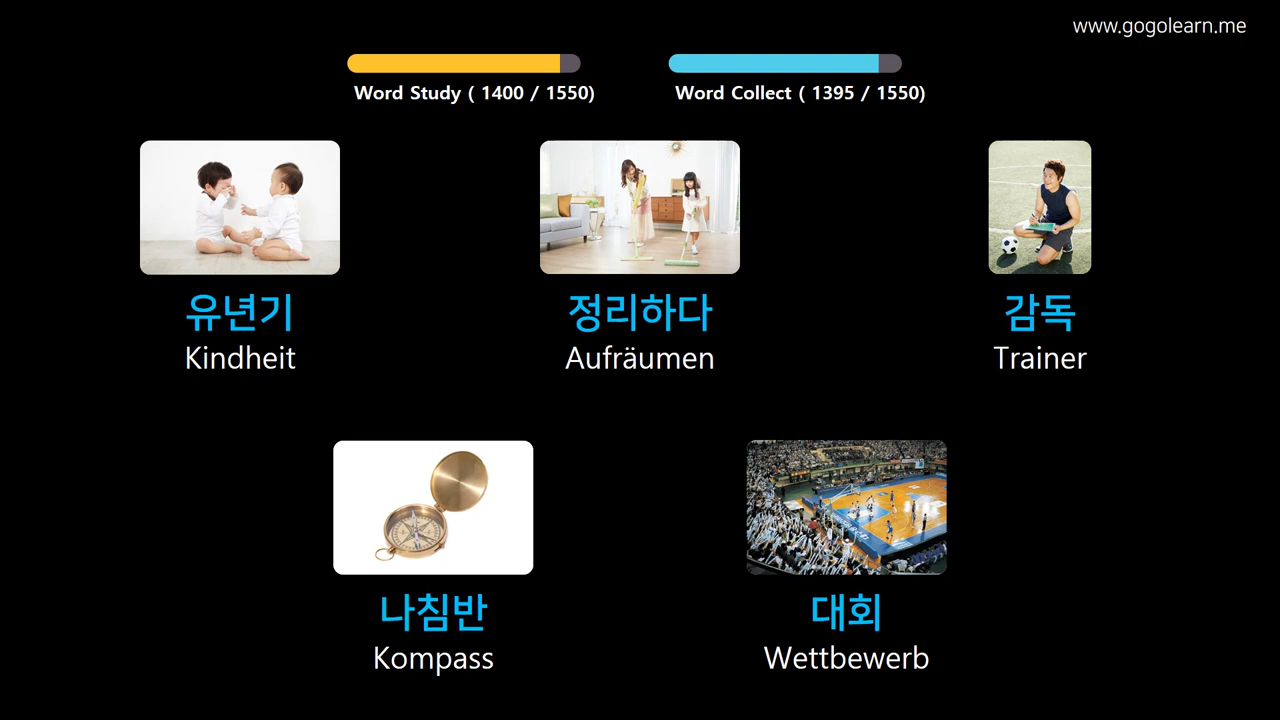 www.gogolearn.me
Word Study ( 1400 / 1550)
Word Collect ( 1395 / 1550)
유년기
Kindheit
정리하다
Aufräumen
감독
Trainer
나침반
Kompass
대회
Wettbewerb